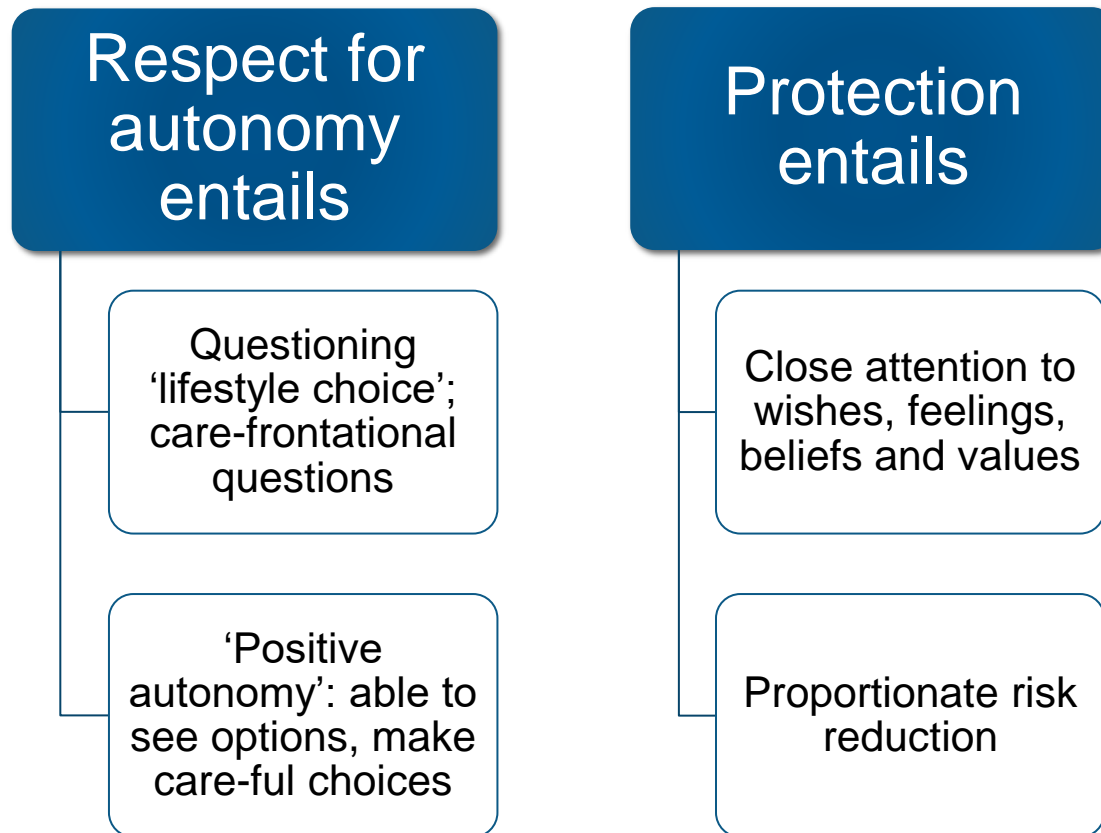 Respect for
autonomy
entails
Questioning
‘lifestyle choice’;
care-frontational
questions
‘Positive
autonomy’: able to
see options, make
care-ful choices
Protection
entails
Close attention to
wishes, feelings,
beliefs and values
Proportionate risk
reduction